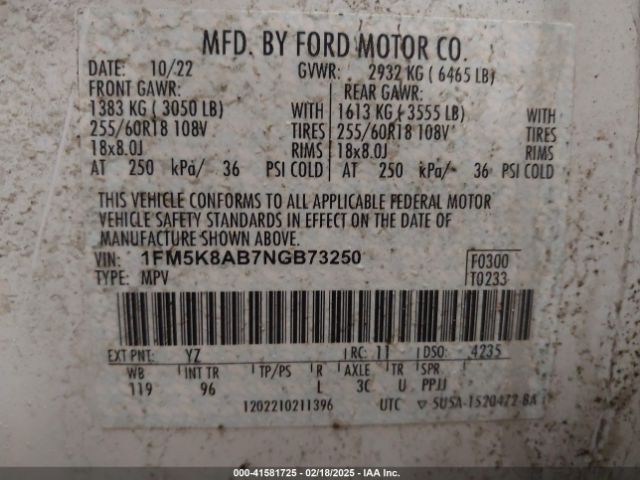 MFD. BY FORD MOTOR CO.
DATE: 10/22 GVWR: 2932 KG ( 6465 LB)
FRONT GAWR: REAR GAWR:
1383 KG ( 3050 LB) WITH 1613 KG ( 3555 LB) WITH
255/60R18 108V TIRES 255/60R18 108V TIRES
18x8.0J RIMS 18x8.0J RIMS
AT 250 kPa/ 36 PSI COLD AT 250 kPa/ 36 PSI COLD
THIS VEHICLE CONFORMS TO ALL APPLICABLE FEDERAL MOTOR
VEHICLE SAFETY STANDARDS IN EFFECT ON THE DATE OF
MANUFACTURE SHOWN ABOVE.
VIN: 1FM5K8AB7NGB73250 F0300
TYPE: MPV T0233
EXT PNT: YZ RC: 11 DSO: 4235
WB INT TR TP/PS R AXLE TR SPR
119 96 L 3C U PPJJ
1202210211396 UTC ▽ 5USA-1520472-BA
000-41581725 — 02/18/2025 — IAA Inc.